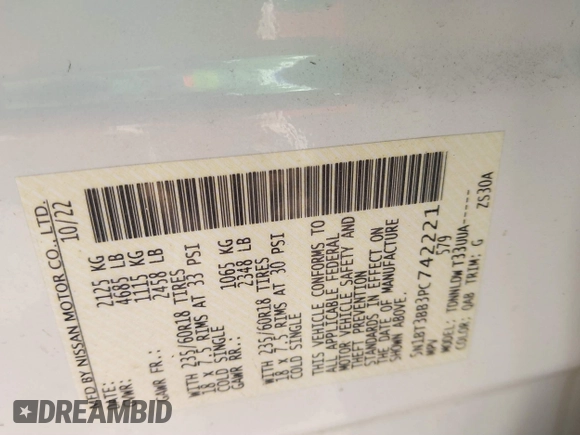 MFD.BY NISSAN MOTOR CO., LTD.
DATE: 10/22
GVWR: 2125 KG
4685 LB
GAWR FR.: 1115 KG
2458 LB
WITH 235/60R18 TIRES
18 X 7.5 RIMS AT 33 PSI
COLD SINGLE
GAWR RR.: 1065 KG
2348 LB
WITH 235/60R18 TIRES
18 X 7.5 RIMS AT 30 PSI
COLD SINGLE
THIS VEHICLE CONFORMS TO
ALL APPLICABLE FEDERAL
MOTOR VEHICLE SAFETY AND
THEFT PREVENTION
STANDARDS IN EFFECT ON
THE DATE OF MANUFACTURE
SHOWN ABOVE.
5N1BT3BB3PC742221
MPV 579
MODEL: TDNNLDW T33UUA-----
COLOR: QAB TRIM: G ZS30A
DREAMBID